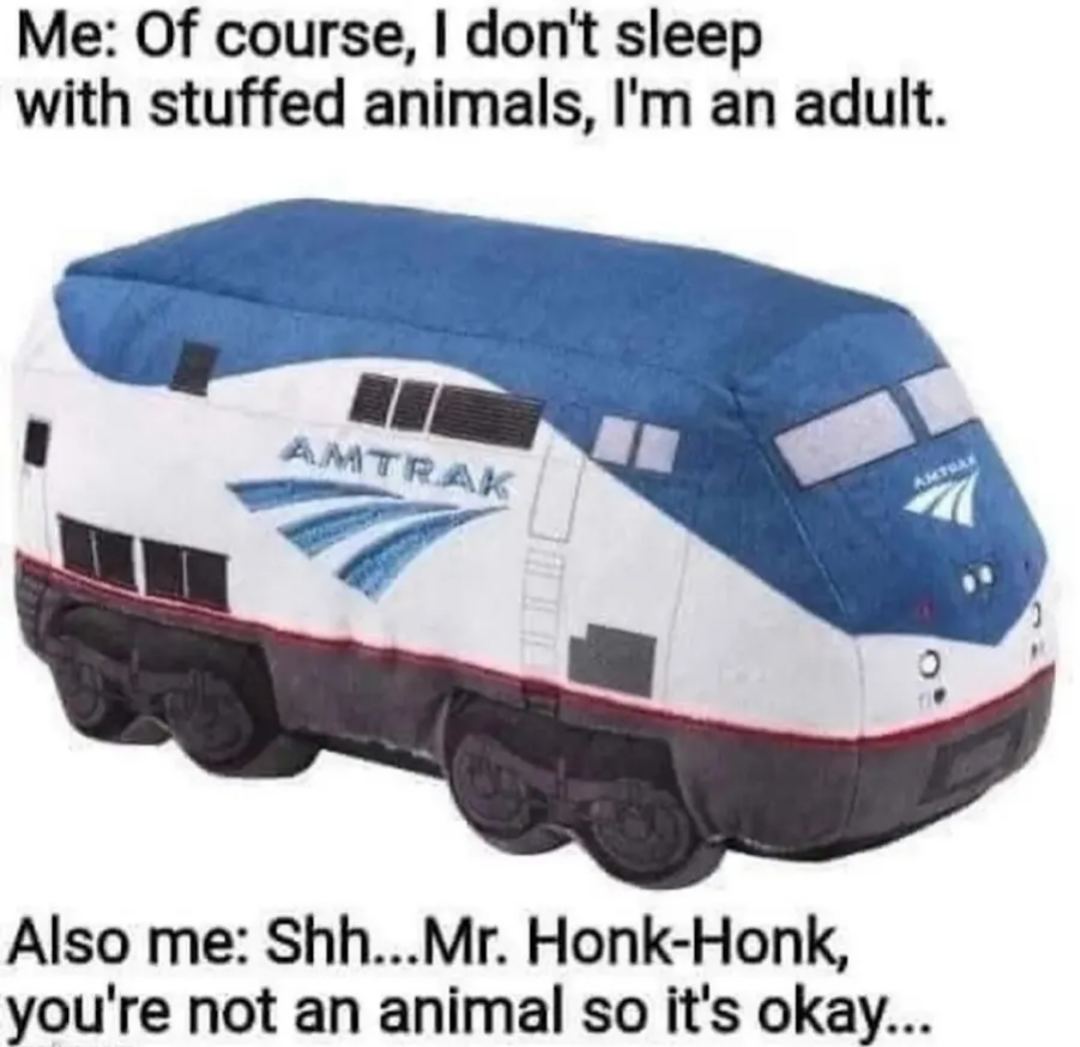 Me: Of course, I don't sleep
with stuffed animals, I'm an adult.
AMTRAK
AMTRAK
Also me: Shh...Mr. Honk-Honk,
you're not an animal so it's okay...